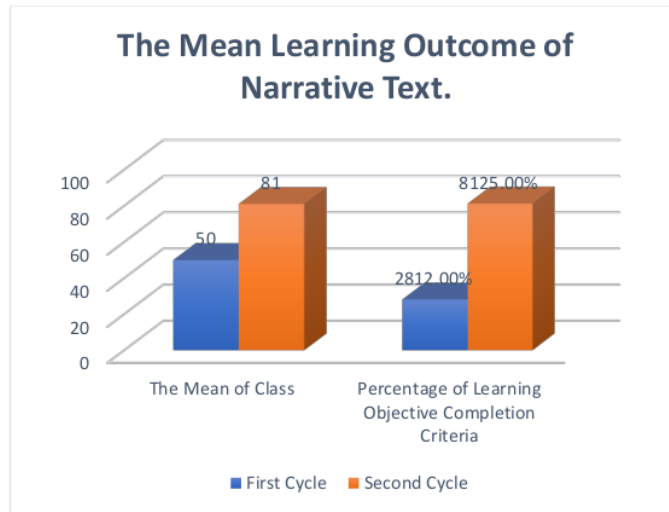 The Mean Learning Outcome of
Narrative Text.
100
80
60
40
20
0
50
81
2812.00%
8125.00%
The Mean of Class
Percentage of Learning
Objective Completion
Criteria
First Cycle
Second Cycle